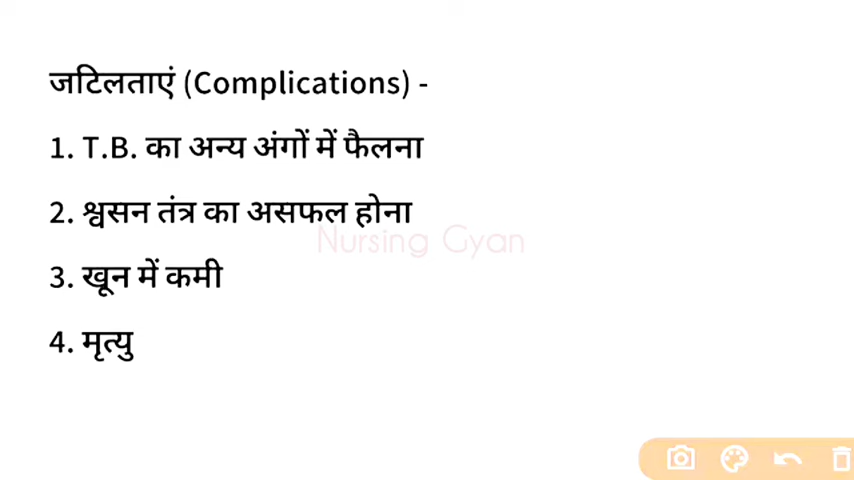 जटिलताएं (Complications) -
1. T.B. का अन्य अंगों में फैलना
2. श्वसन तंत्र का असफल होना
Nursing Gyan
3. खून में कमी
4. मृत्यु